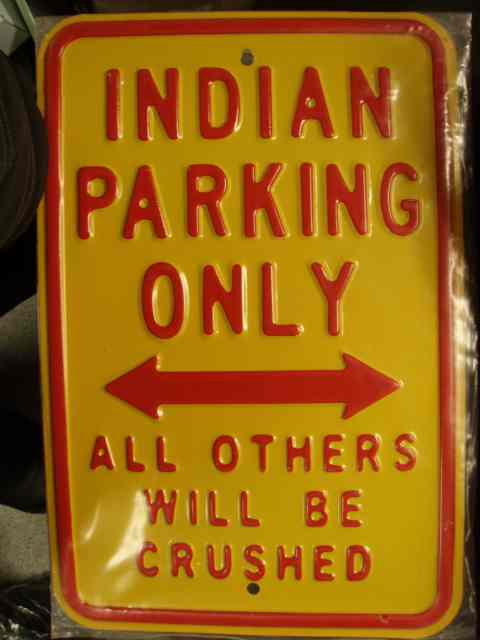 INDIAN
PARKING
ONLY
ALL OTHERS
WILL BE
CRUSHED